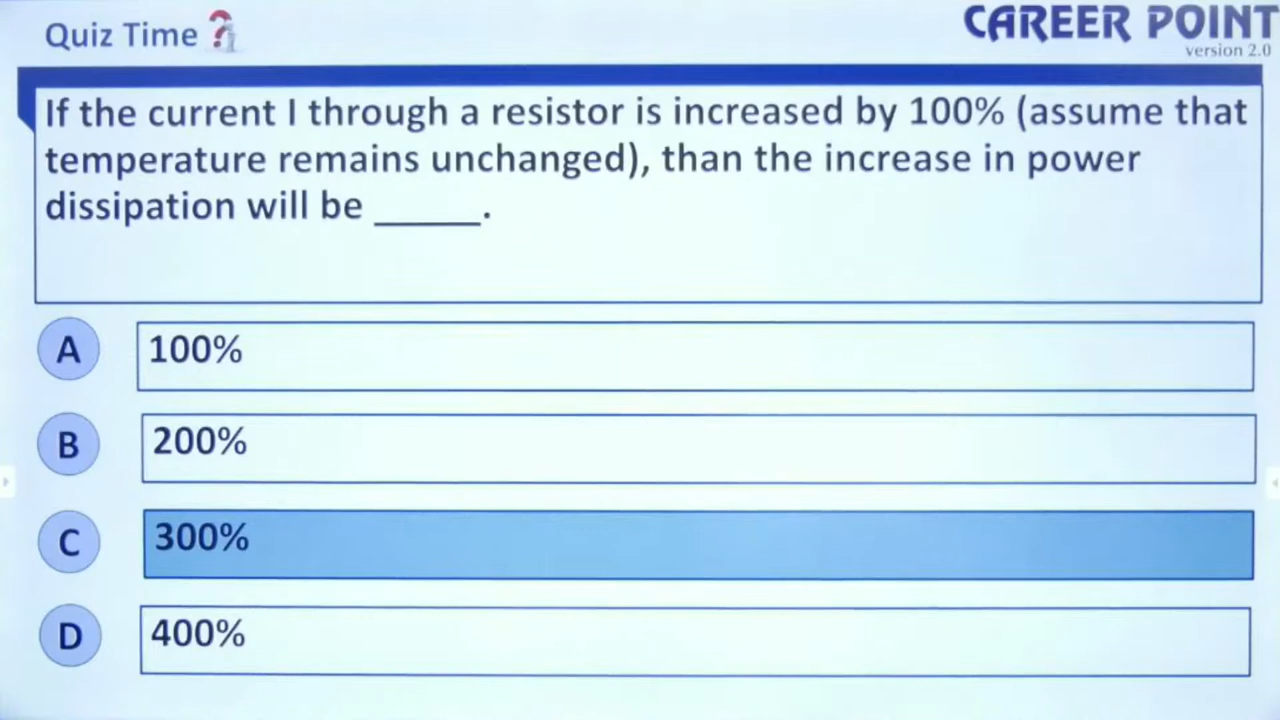 Quiz Time
CAREER POINT
version 2.0
If the current I through a resistor is increased by 100% (assume that
temperature remains unchanged), than the increase in power
dissipation will be _____.
A 100%
B 200%
C 300%
D 400%